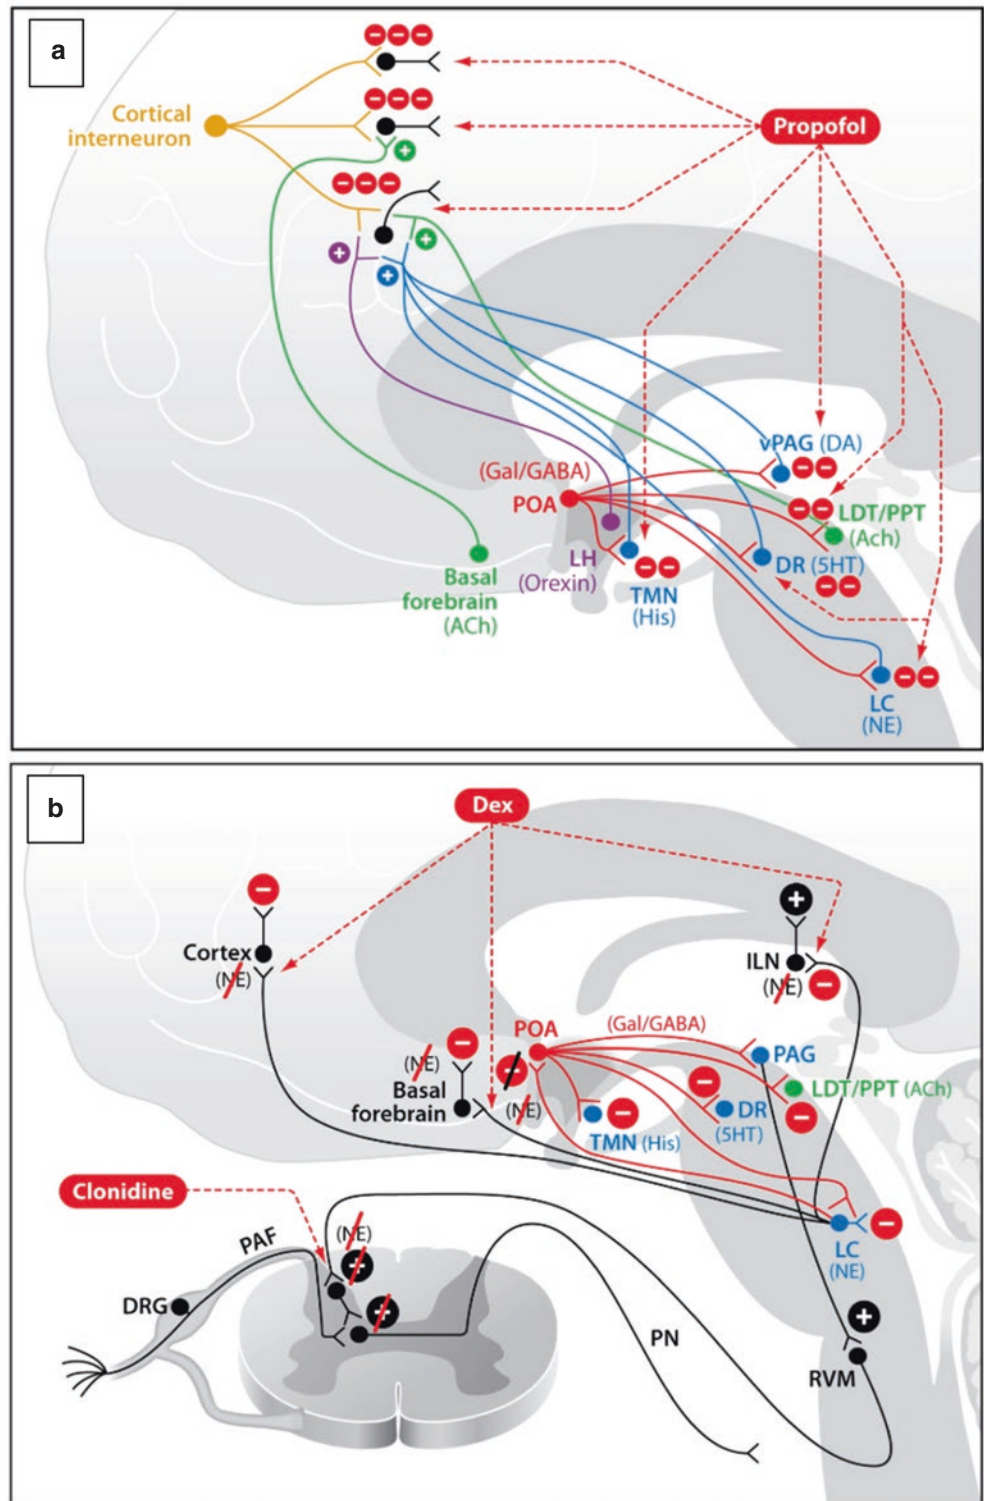 a
Cortical
interneuron
Propofol
vPAG (DA)
(Gal/GABA)
POA
LDT/PPT
(Ach)
DR (5HT)
LH
(Orexin)
TMN
(His)
Basal
forebrain
(ACh)
LC
(NE)
b
Dex
Cortex
(NE)
ILN
(NE)
POA
(Gal/GABA)
PAG
(NE)
Basal
forebrain
(NE)
LDT/PPT (ACh)
DR
(5HT)
TMN (His)
Clonidine
LC
(NE)
PAF
(NE)
DRG
PN
RVM